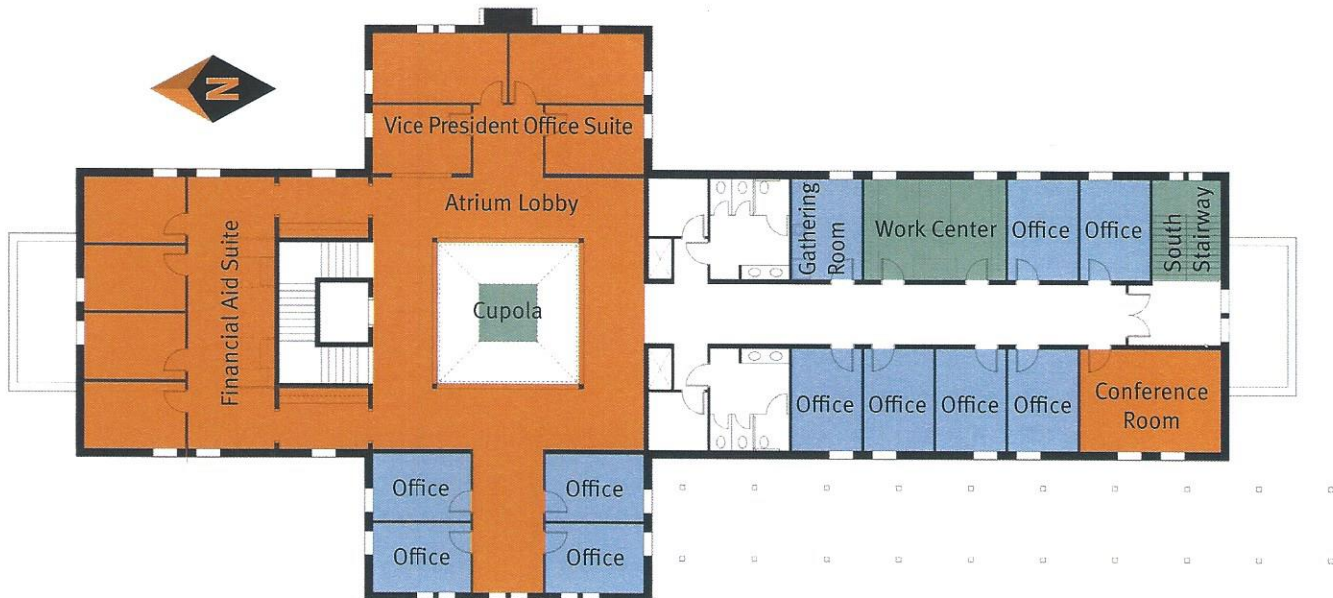 N
Vice President Office Suite
Atrium Lobby
Financial Aid Suite
Cupola
Gathering
Room
Work Center
Office
Office
South
Stairway
Office
Office
Office
Office
Conference
Room
Office
Office
Office
Office